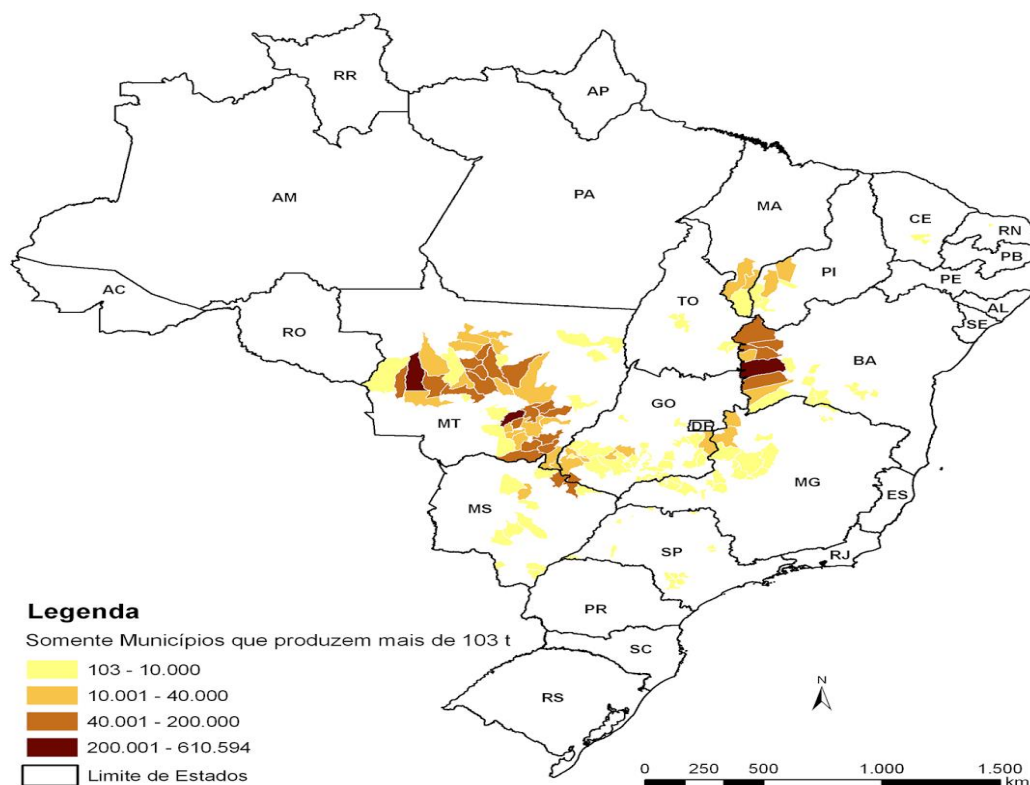 RR
AP
AM
PA
MA
CE
RN
PB
PI
PE
AL
SE
AC
TO
RO
BA
GO
DF
MT
MG
ES
MS
SP
RJ
PR
SC
RS
Legenda
Somente Municípios que produzem mais de 103 t
103 - 10.000
10.001 - 40.000
40.001 - 200.000
200.001 - 610.594
Limite de Estados
N
0 250 500 1.000 1.500
km